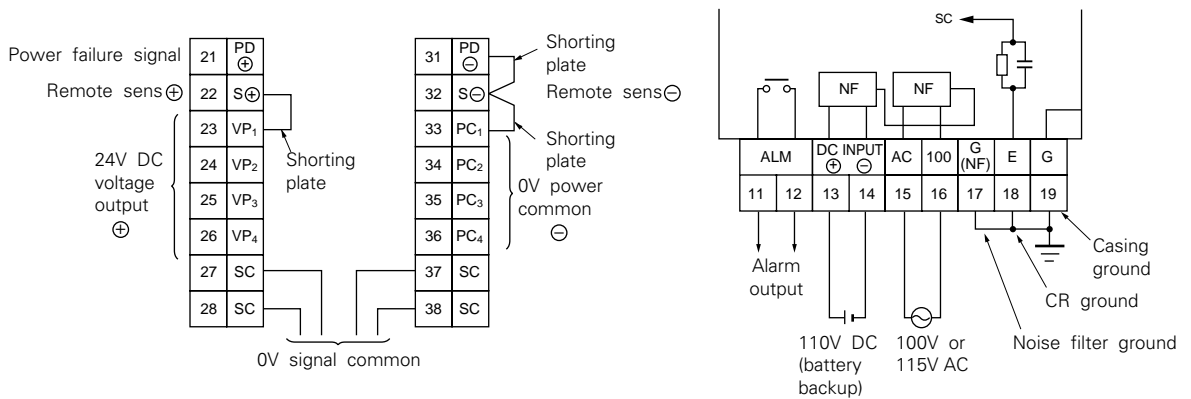 Power failure signal
21 PD ⊕
Remote sens⊕
22 S⊕
23 VP₁
24 VP₂
25 VP₃
26 VP₄
27 SC
28 SC
24V DC
voltage
output
⊕
Shorting
plate
0V signal common
31 PD ⊖
32 S⊖
33 PC₁
34 PC₂
35 PC₃
36 PC₄
37 SC
38 SC
Shorting
plate
Remote sens⊖
Shorting
plate
0V power
common
⊖
SC
NF NF
ALM DC INPUT AC 100 G E G
⊕ ⊖ (NF)
11 12 13 14 15 16 17 18 19
Alarm
output
Casing
ground
CR ground
Noise filter ground
110V DC
(battery
backup)
100V or
115V AC